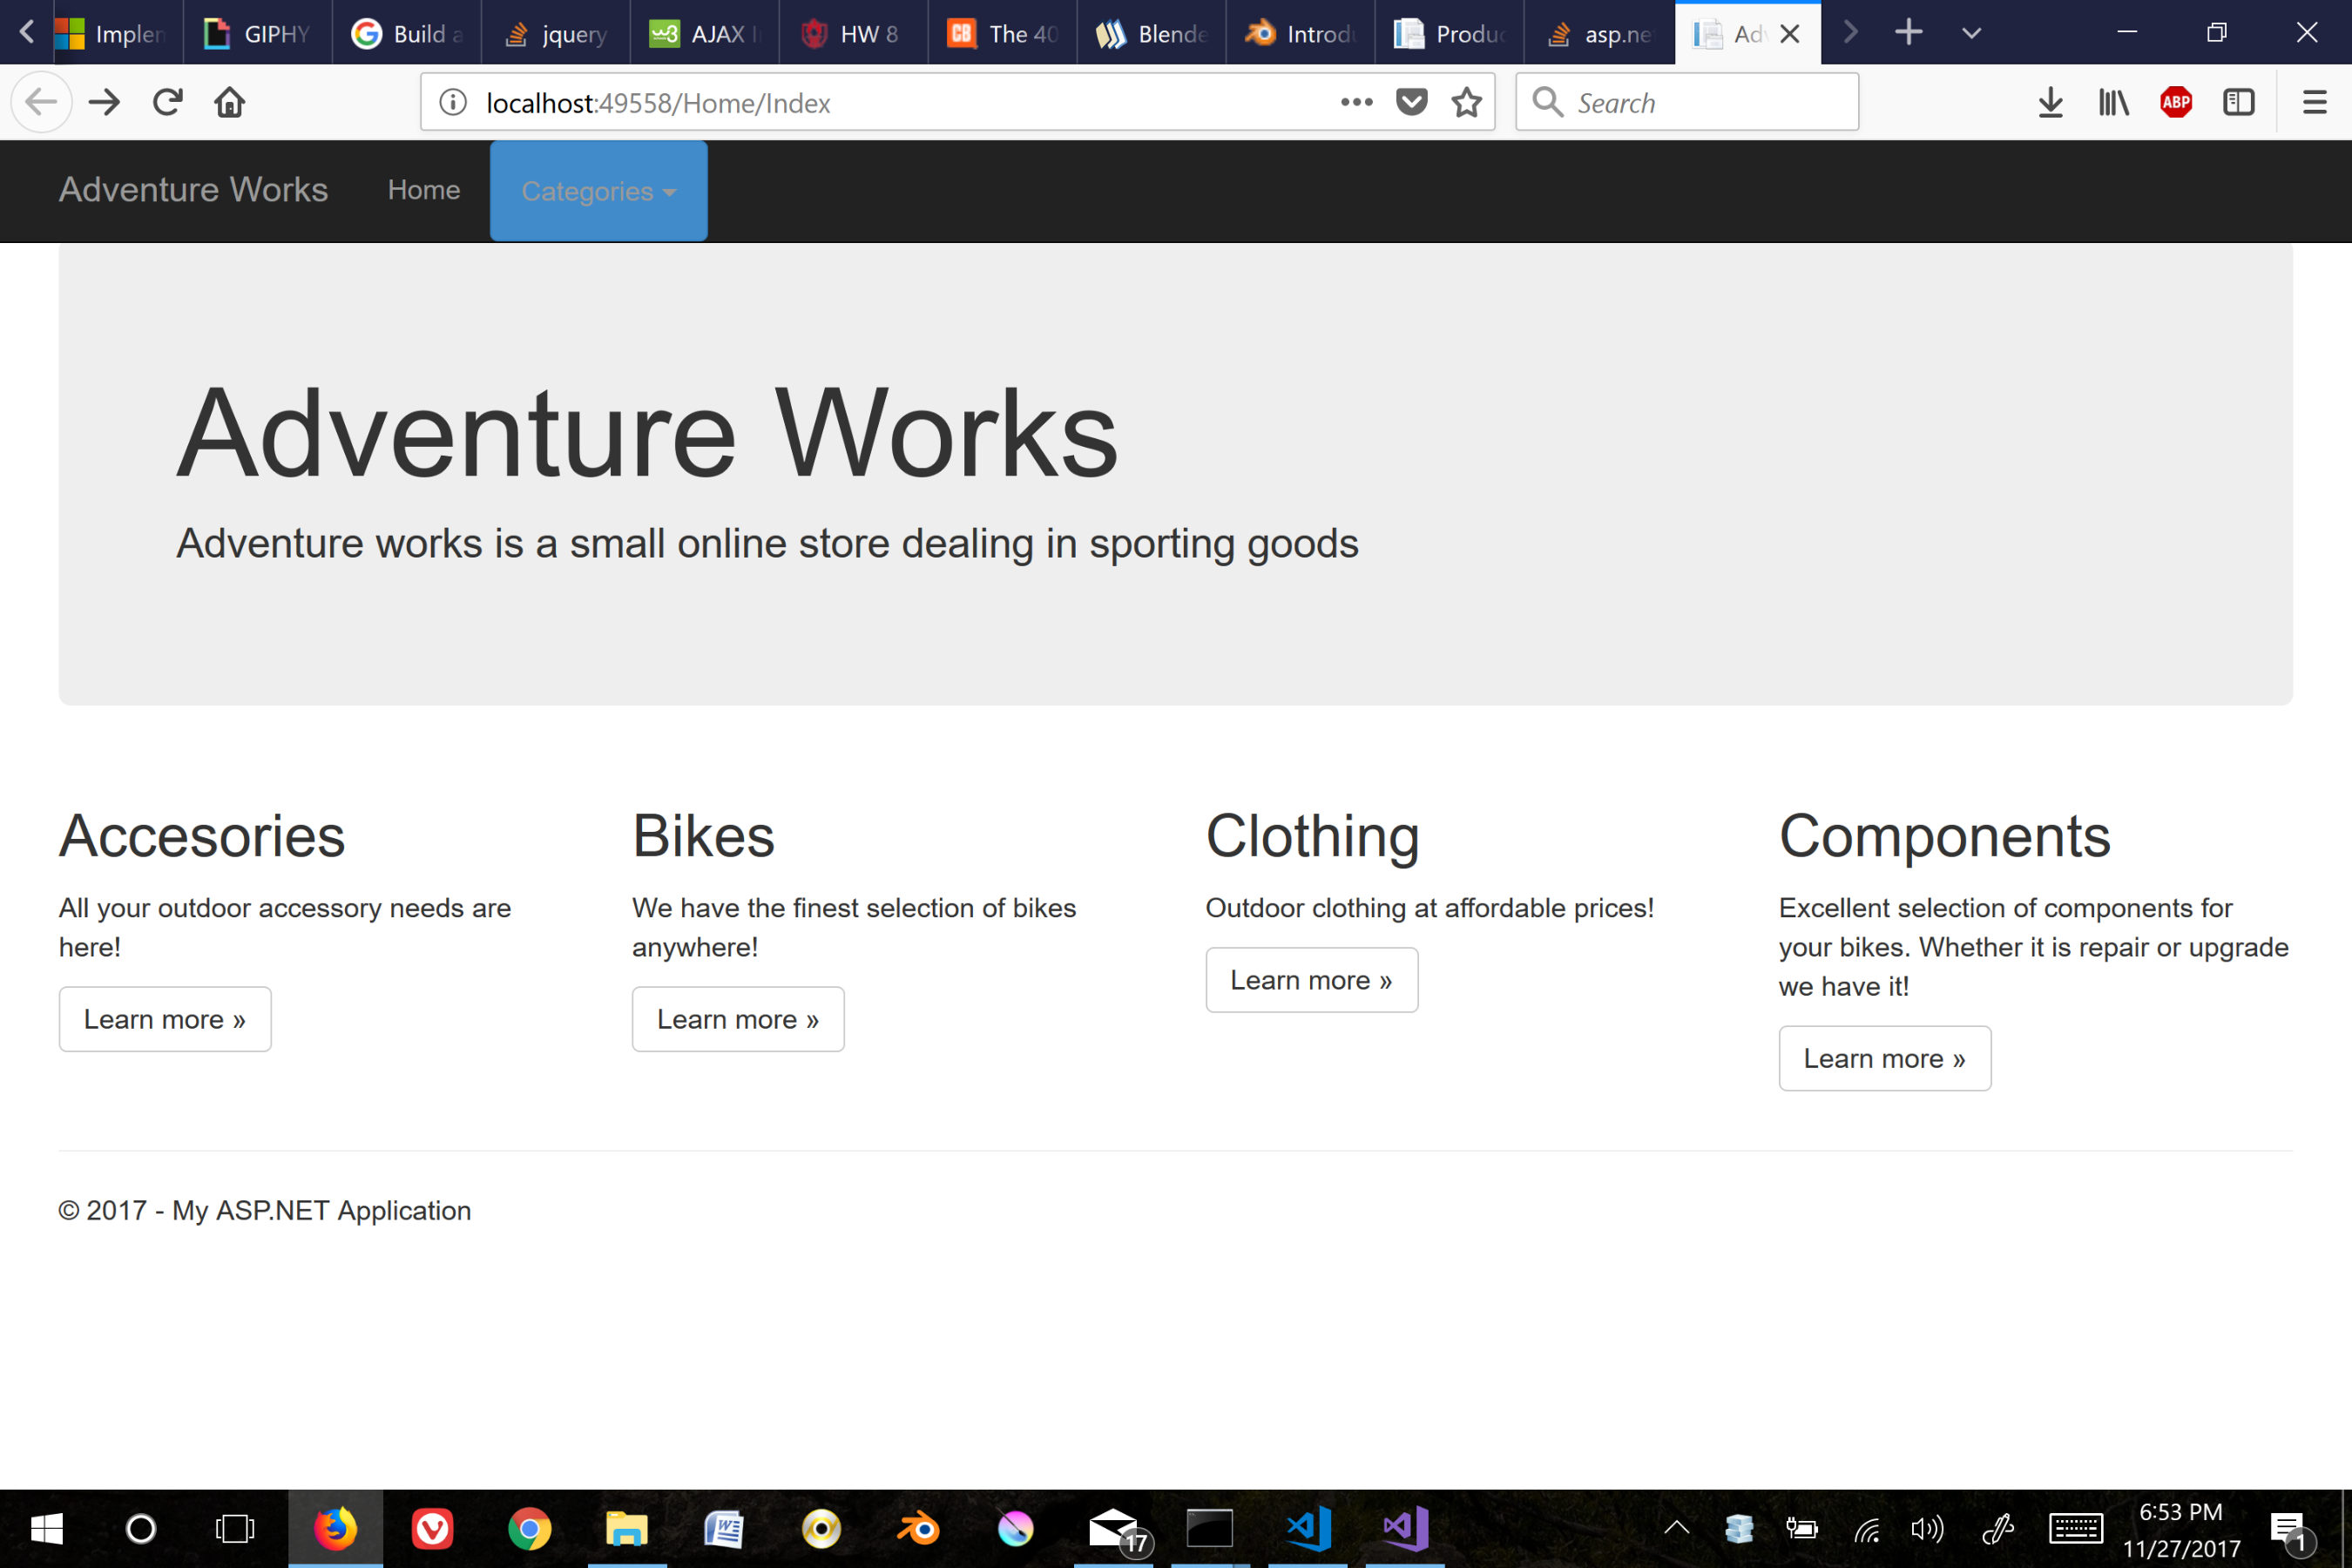 Implen GIPHY Build a jquery AJAX I HW 8 The 40 Blende Introdu Produc asp.ne Adv
localhost:49558/Home/Index Search ABP
Adventure Works Home Categories
Adventure Works
Adventure works is a small online store dealing in sporting goods
Accesories Bikes Clothing Components
All your outdoor accessory needs are We have the finest selection of bikes Outdoor clothing at affordable prices! Excellent selection of components for
here! anywhere! your bikes. Whether it is repair or upgrade
we have it!
Learn more » Learn more » Learn more » Learn more »
© 2017 - My ASP.NET Application
17 6:53 PM
11/27/2017 1